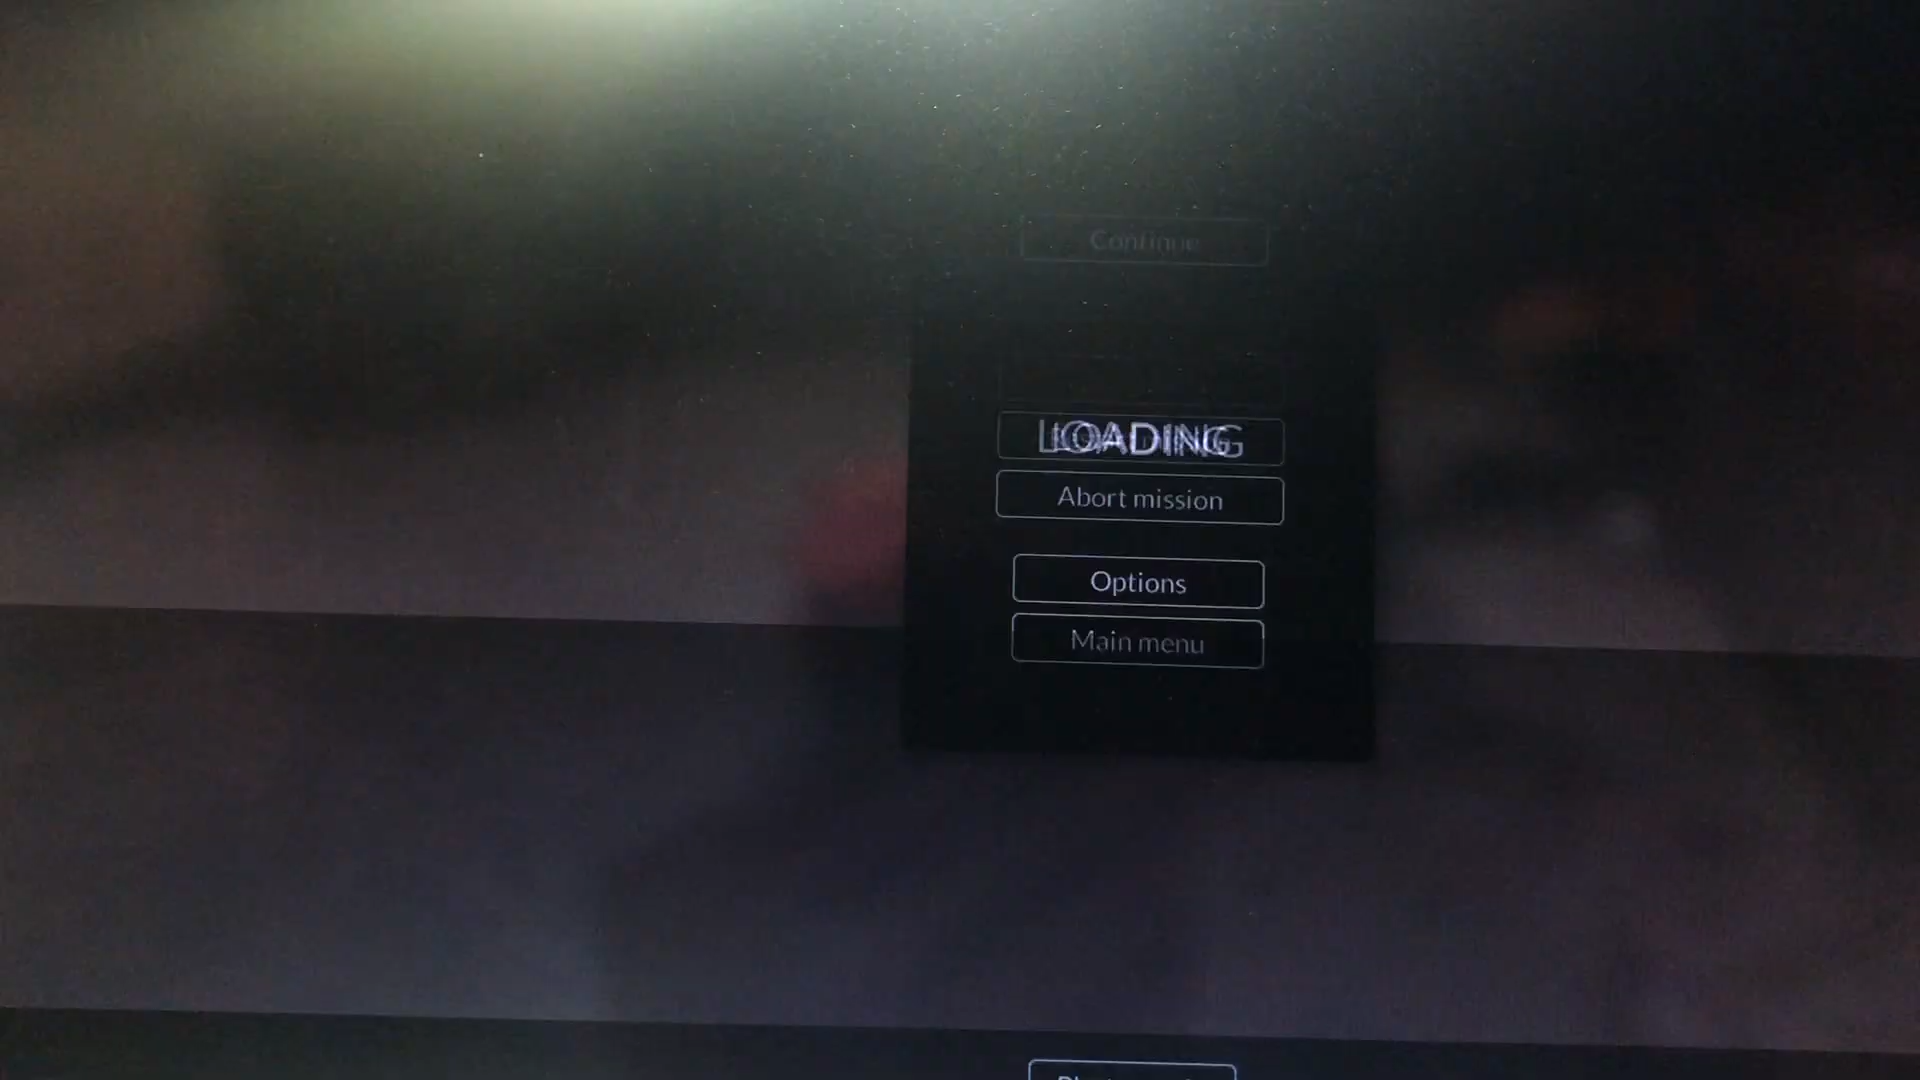 Continue
LOADING
Abort mission
Options
Main menu